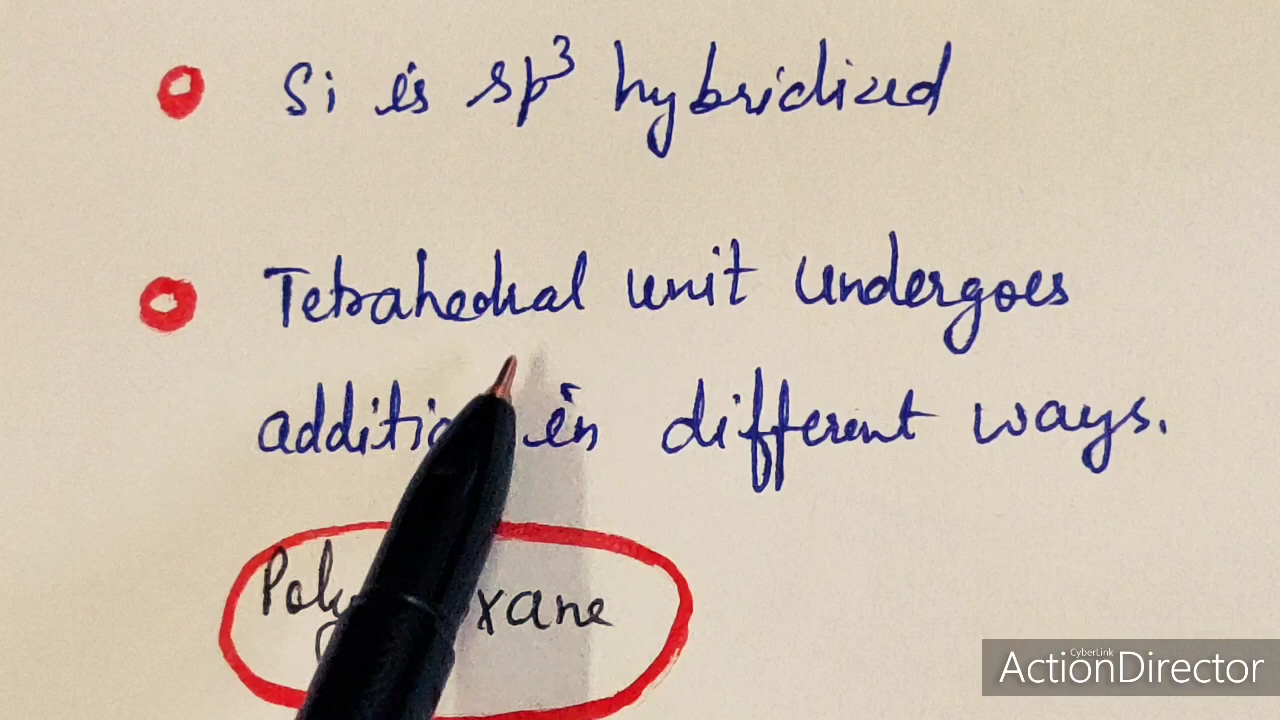 Si is sp³ hybridized
Tetrahedral unit undergoes
in different ways.
CyberLink
ActionDirector